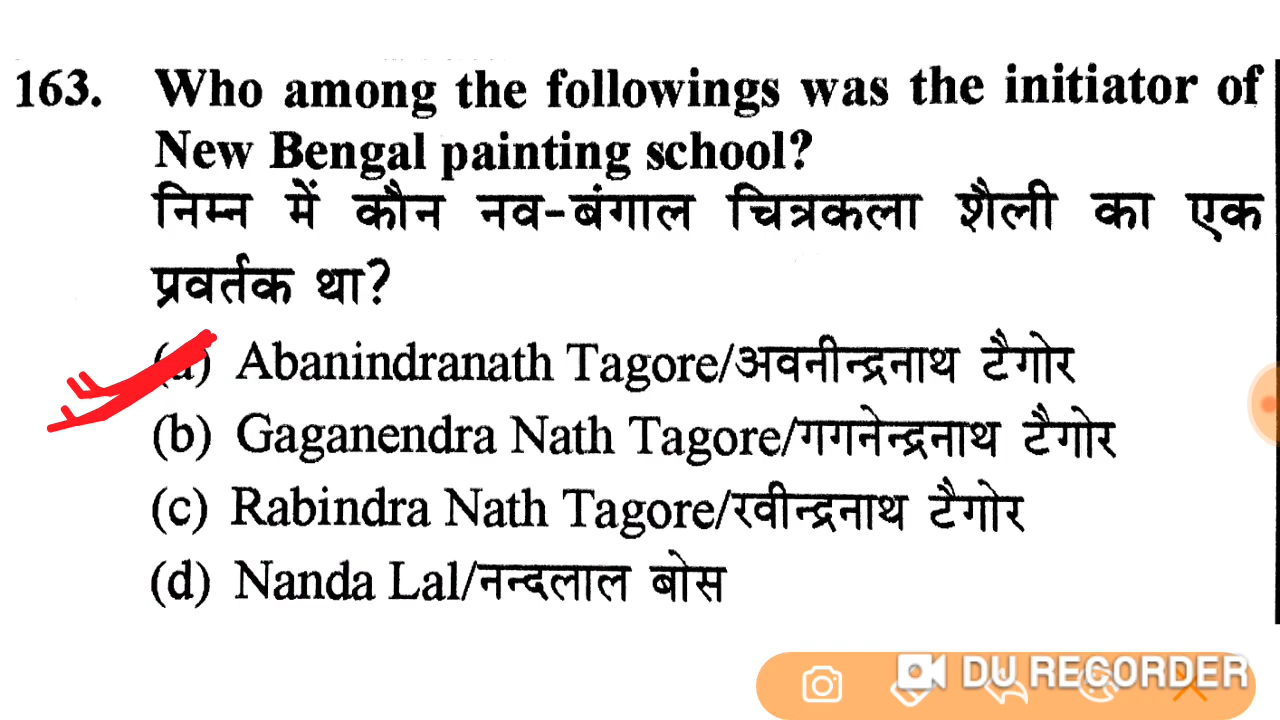 163. Who among the followings was the initiator of
New Bengal painting school?
निम्न में कौन नव-बंगाल चित्रकला शैली का एक
प्रवर्तक था?
(a) Abanindranath Tagore/अवनीन्द्रनाथ टैगोर
(b) Gaganendra Nath Tagore/गगनेन्द्रनाथ टैगोर
(c) Rabindra Nath Tagore/रवीन्द्रनाथ टैगोर
(d) Nanda Lal/नन्दलाल बोस
DU RECORDER